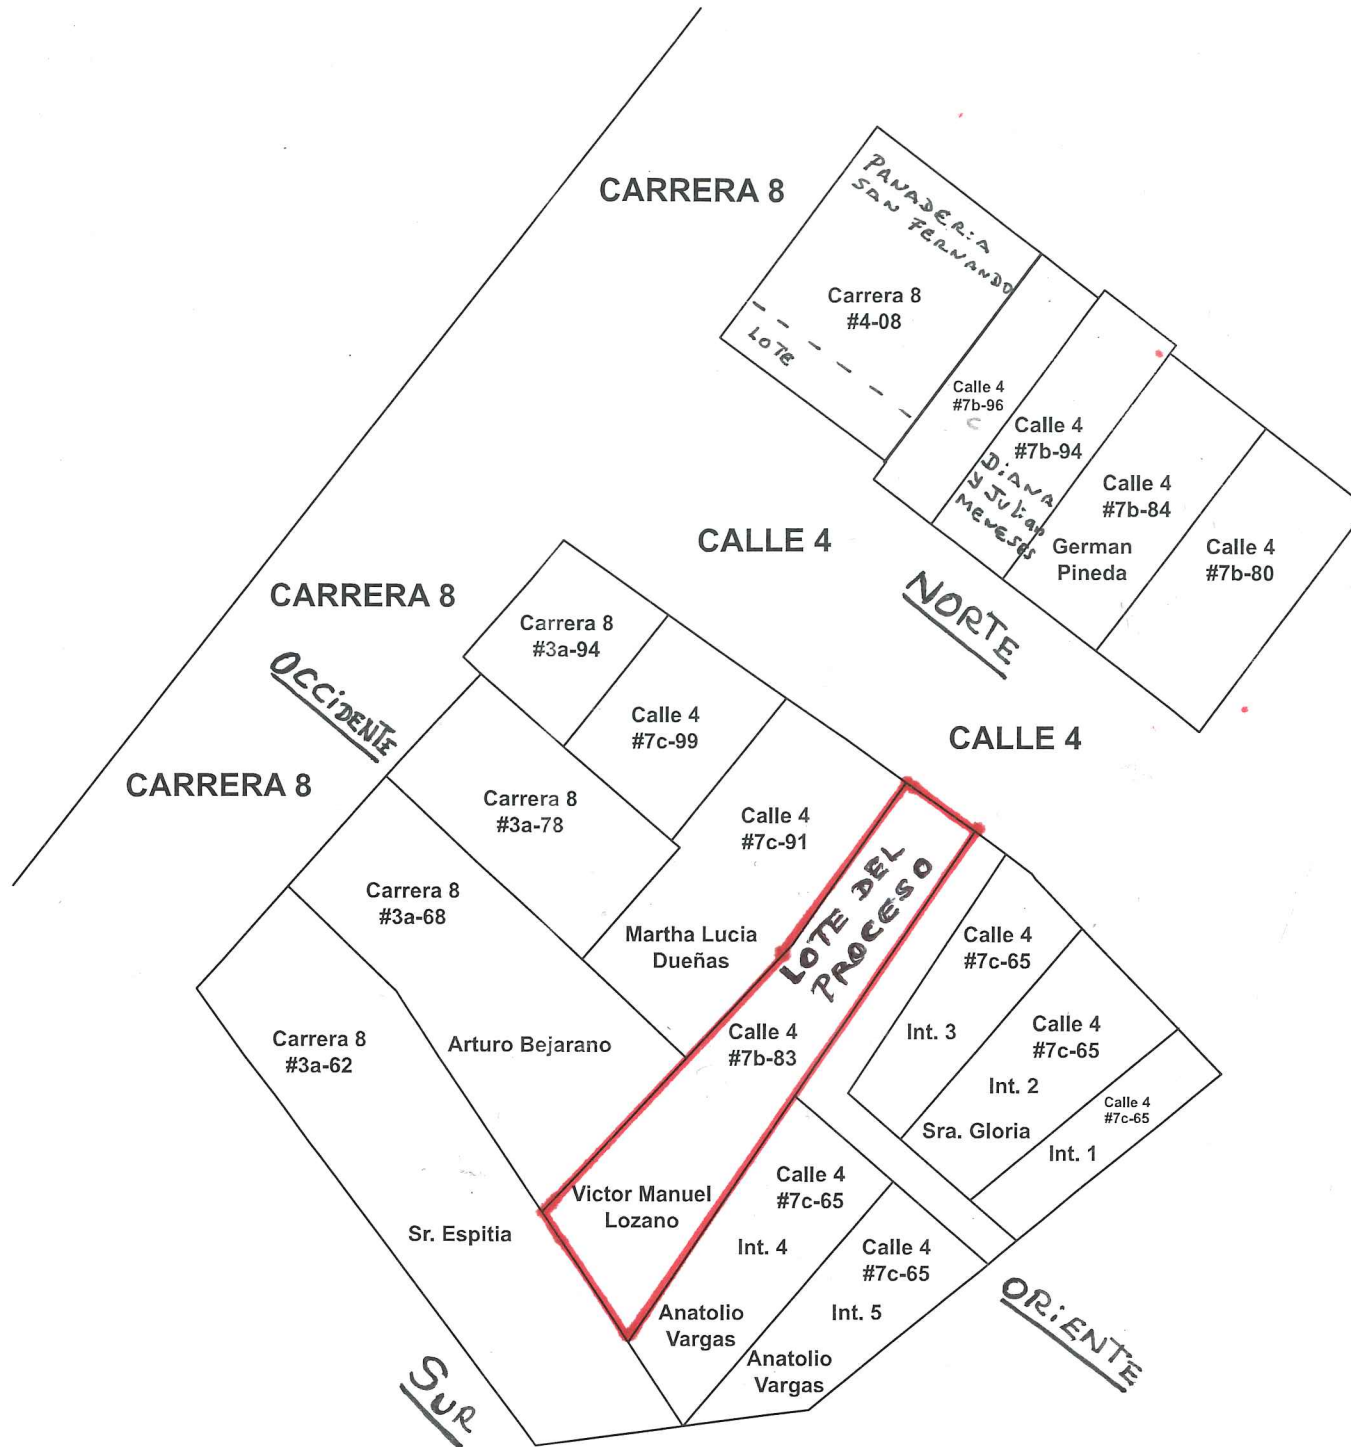 CARRERA 8
PANADERiA
SAN FERNANDO
Carrera 8
#4-08
LOTE
Calle 4
#7b-96
C
Calle 4
#7b-94
DiANA
y Julian
MENESES
Calle 4
#7b-84
German
Pineda
Calle 4
#7b-80
CALLE 4
NORTE
CARRERA 8
OCCiDENTE
Carrera 8
#3a-94
Calle 4
#7c-99
CALLE 4
CARRERA 8
Carrera 8
#3a-78
Calle 4
#7c-91
Martha Lucia
Dueñas
LOTE DEL
PROCESO
Carrera 8
#3a-68
Arturo Bejarano
Calle 4
#7c-65
Int. 3
Calle 4
#7c-65
Int. 2
Sra. Gloria
Calle 4
#7c-65
Int. 1
Carrera 8
#3a-62
Sr. Espitia
Calle 4
#7b-83
Victor Manuel
Lozano
Calle 4
#7c-65
Int. 4
Anatolio
Vargas
Calle 4
#7c-65
Int. 5
Anatolio
Vargas
ORiENTE
SUR